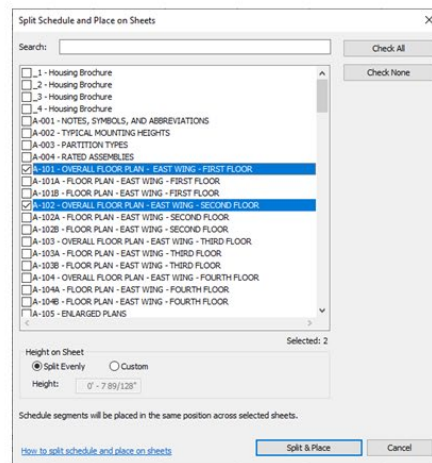 Split Schedule and Place on Sheets
Search:
Check All
Check None
_1 - Housing Brochure
_2 - Housing Brochure
_3 - Housing Brochure
_4 - Housing Brochure
A-001 - NOTES, SYMBOLS, AND ABBREVIATIONS
A-002 - TYPICAL MOUNTING HEIGHTS
A-003 - PARTITION TYPES
A-004 - RATED ASSEMBLIES
A-101 - OVERALL FLOOR PLAN - EAST WING - FIRST FLOOR
A-101A - FLOOR PLAN - EAST WING - FIRST FLOOR
A-101B - FLOOR PLAN - EAST WING - FIRST FLOOR
A-102 - OVERALL FLOOR PLAN - EAST WING - SECOND FLOOR
A-102A - FLOOR PLAN - EAST WING - SECOND FLOOR
A-102B - FLOOR PLAN - EAST WING - SECOND FLOOR
A-103 - OVERALL FLOOR PLAN - EAST WING - THIRD FLOOR
A-103A - FLOOR PLAN - EAST WING - THIRD FLOOR
A-103B - FLOOR PLAN - EAST WING - THIRD FLOOR
A-104 - OVERALL FLOOR PLAN - EAST WING - FOURTH FLOOR
A-104A - FLOOR PLAN - EAST WING - FOURTH FLOOR
A-104B - FLOOR PLAN - EAST WING - FOURTH FLOOR
A-105 - ENLARGED PLANS
Selected: 2
Height on Sheet
Split Evenly
Custom
Height:
0' - 7 89/128"
Schedule segments will be placed in the same position across selected sheets.
How to split schedule and place on sheets
Split & Place
Cancel